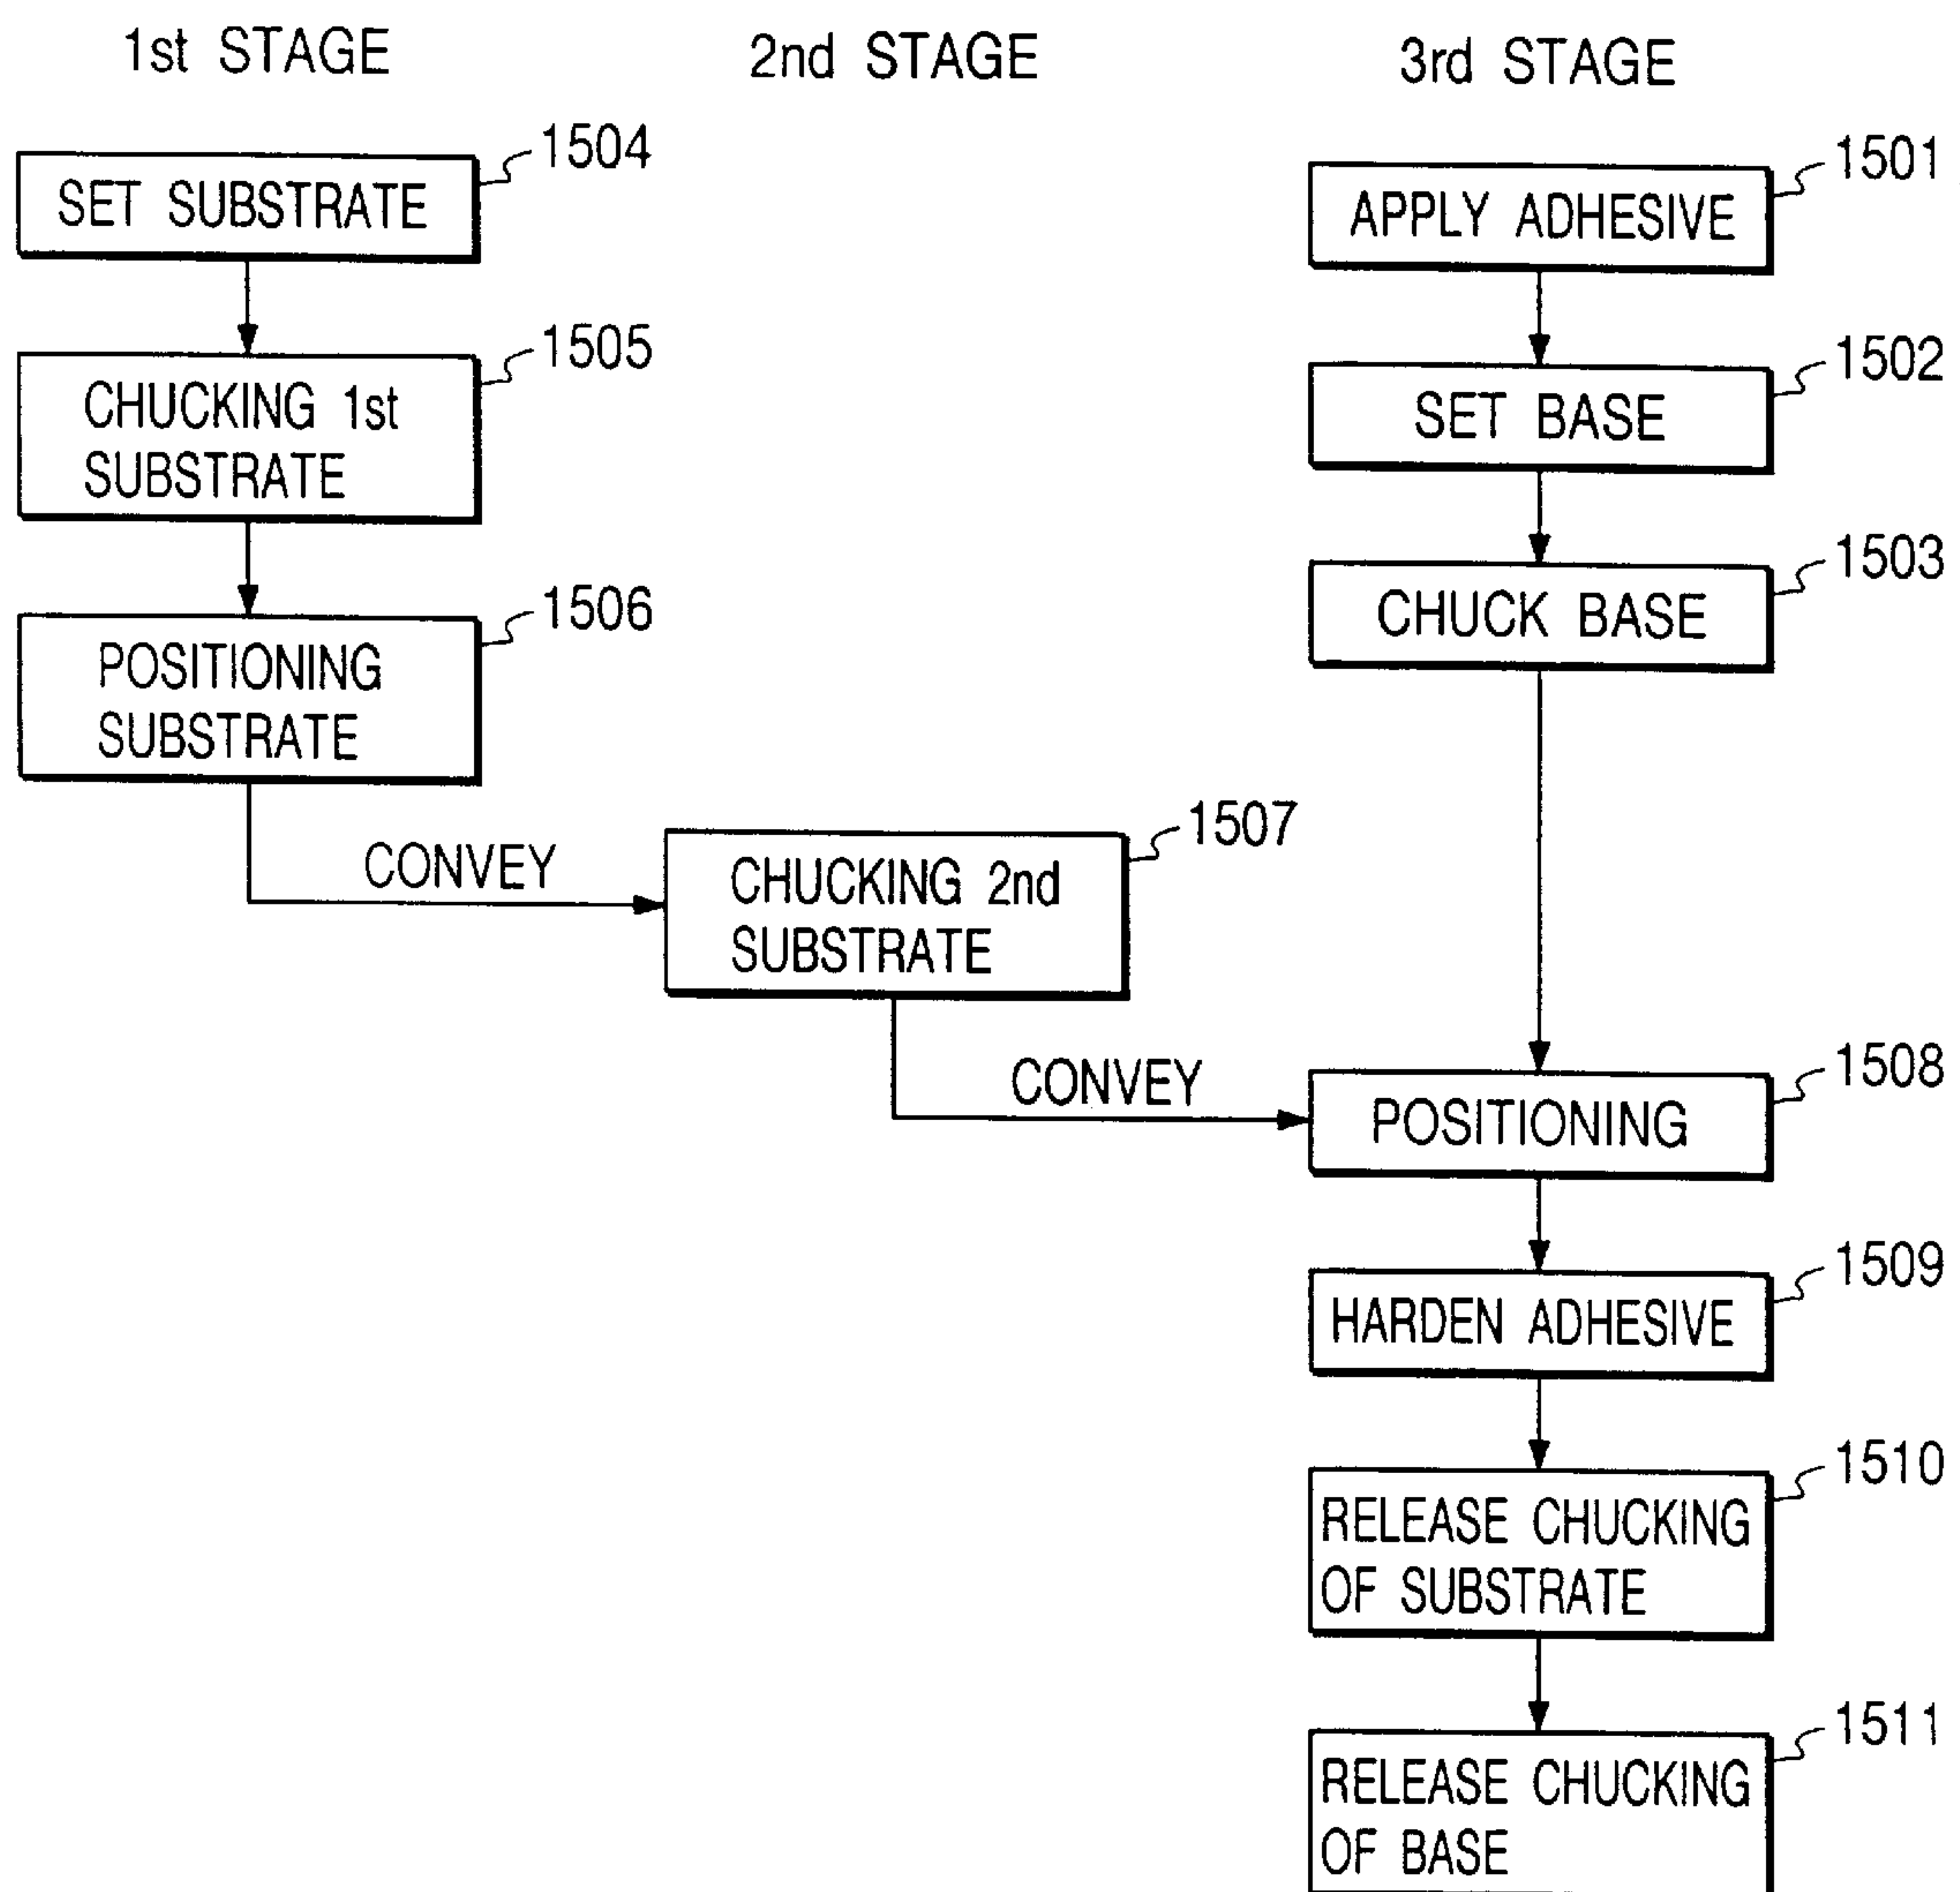 1st STAGE
2nd STAGE
3rd STAGE
1504
SET SUBSTRATE
1505
CHUCKING 1st
SUBSTRATE
1506
POSITIONING
SUBSTRATE
CONVEY
1507
CHUCKING 2nd
SUBSTRATE
CONVEY
1501
APPLY ADHESIVE
1502
SET BASE
1503
CHUCK BASE
1508
POSITIONING
1509
HARDEN ADHESIVE
1510
RELEASE CHUCKING
OF SUBSTRATE
1511
RELEASE CHUCKING
OF BASE